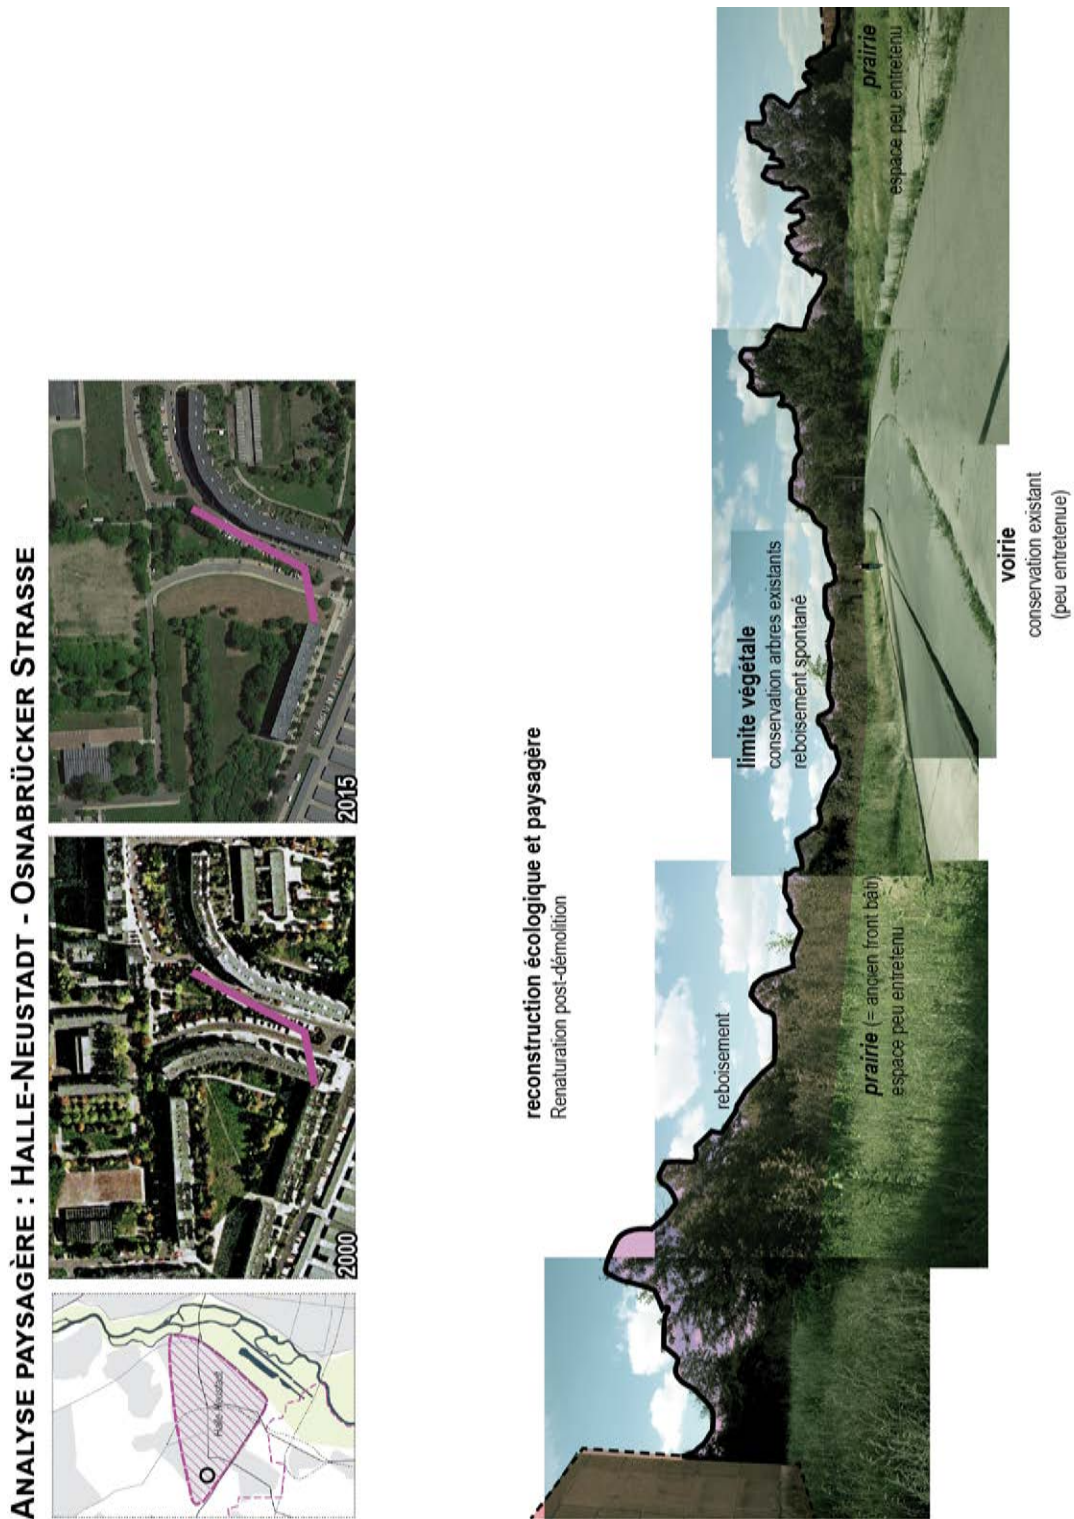 ANALYSE PAYSAGÈRE : HALLE-NEUSTADT - OSNABRÜCKER STRASSE
Halle-Neustadt
2000
2015
reconstruction écologique et paysagère
Renaturation post-démolition
reboisement
limite végétale
conservation arbres existants
reboisement spontané
prairie (= ancien front bâti)
espace peu entretenu
prairie
espace peu entretenu
voirie
conservation existant
(peu entretenue)